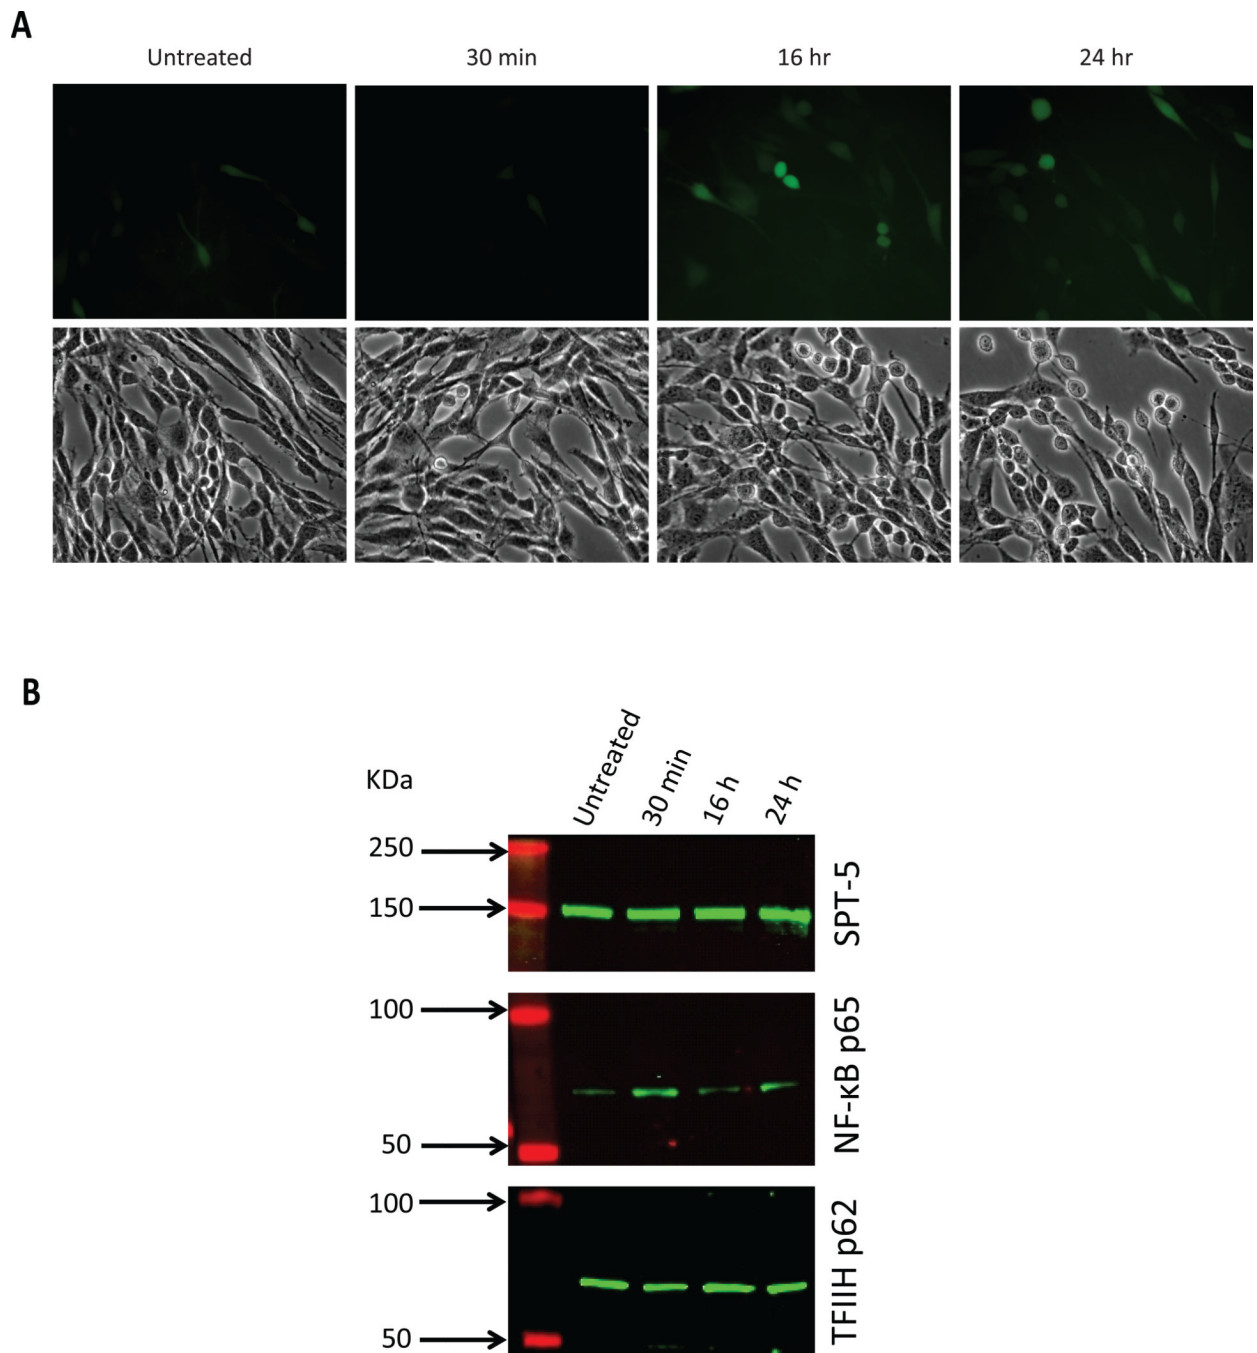 A
Untreated 30 min 16 hr 24 hr
B
KDa
Untreated 30 min 16 h 24 h
250
150
SPT-5
100
50
NF-κB p65
100
50
TFIIH p62